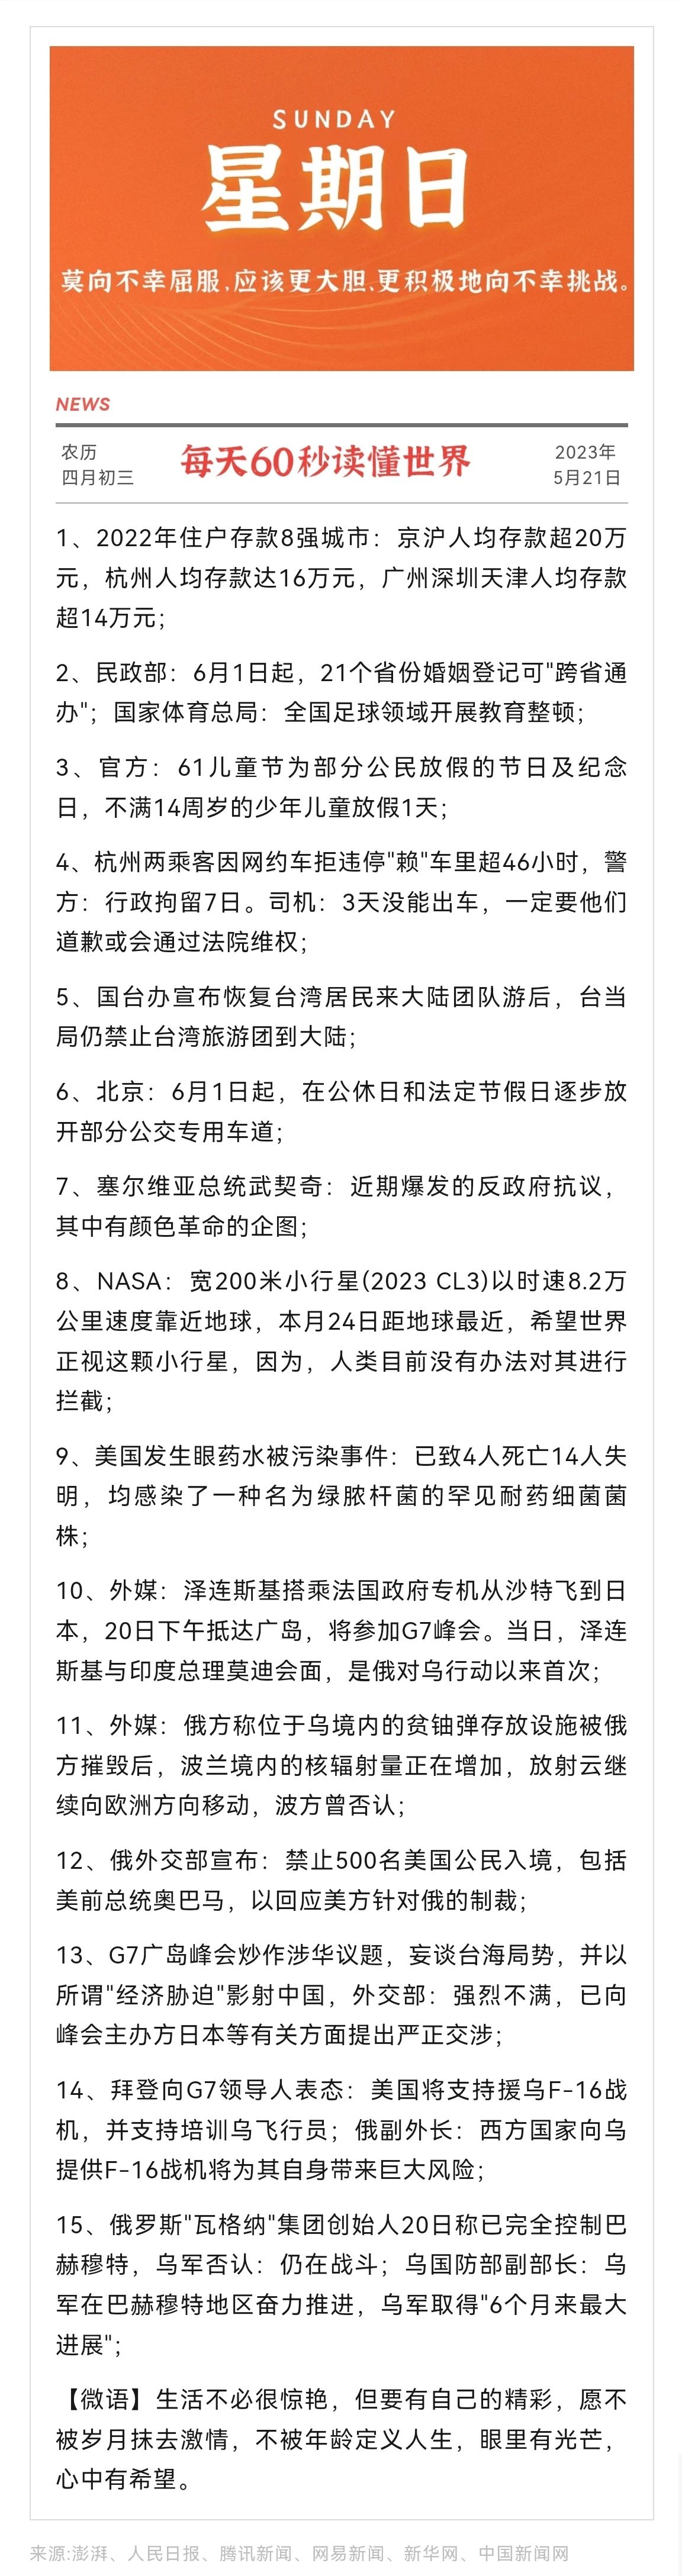 SUNDAY
星期日
莫向不幸屈服,应该更大胆、更积极地向不幸挑战。
NEWS
农历
四月初三
每天60秒读懂世界
2023年
5月21日
1、2022年住户存款8强城市：京沪人均存款超20万
元，杭州人均存款达16万元，广州深圳天津人均存款
超14万元；
2、民政部：6月1日起，21个省份婚姻登记可"跨省通
办"；国家体育总局：全国足球领域开展教育整顿；
3、官方：61儿童节为部分公民放假的节日及纪念
日，不满14周岁的少年儿童放假1天；
4、杭州两乘客因网约车拒违停"赖"车里超46小时，警
方：行政拘留7日。司机：3天没能出车，一定要他们
道歉或会通过法院维权；
5、国台办宣布恢复台湾居民来大陆团队游后，台当
局仍禁止台湾旅游团到大陆；
6、北京：6月1日起，在公休日和法定节假日逐步放
开部分公交专用车道；
7、塞尔维亚总统武契奇：近期爆发的反政府抗议，
其中有颜色革命的企图；
8、NASA：宽200米小行星(2023 CL3)以时速8.2万
公里速度靠近地球，本月24日距地球最近，希望世界
正视这颗小行星，因为，人类目前没有办法对其进行
拦截；
9、美国发生眼药水被污染事件：已致4人死亡14人失
明，均感染了一种名为绿脓杆菌的罕见耐药细菌菌
株；
10、外媒：泽连斯基搭乘法国政府专机从沙特飞到日
本，20日下午抵达广岛，将参加G7峰会。当日，泽连
斯基与印度总理莫迪会面，是俄对乌行动以来首次；
11、外媒：俄方称位于乌境内的贫铀弹存放设施被俄
方摧毁后，波兰境内的核辐射量正在增加，放射云继
续向欧洲方向移动，波方曾否认；
12、俄外交部宣布：禁止500名美国公民入境，包括
美前总统奥巴马，以回应美方针对俄的制裁；
13、G7广岛峰会炒作涉华议题，妄谈台海局势，并以
所谓"经济胁迫"影射中国，外交部：强烈不满，已向
峰会主办方日本等有关方面提出严正交涉；
14、拜登向G7领导人表态：美国将支持援乌F-16战
机，并支持培训乌飞行员；俄副外长：西方国家向乌
提供F-16战机将为其自身带来巨大风险；
15、俄罗斯"瓦格纳"集团创始人20日称已完全控制巴
赫穆特，乌军否认：仍在战斗；乌国防部副部长：乌
军在巴赫穆特地区奋力推进，乌军取得"6个月来最大
进展"；
【微语】生活不必很惊艳，但要有自己的精彩，愿不
被岁月抹去激情，不被年龄定义人生，眼里有光芒，
心中有希望。
来源:澎湃、人民日报、腾讯新闻、网易新闻、新华网、中国新闻网